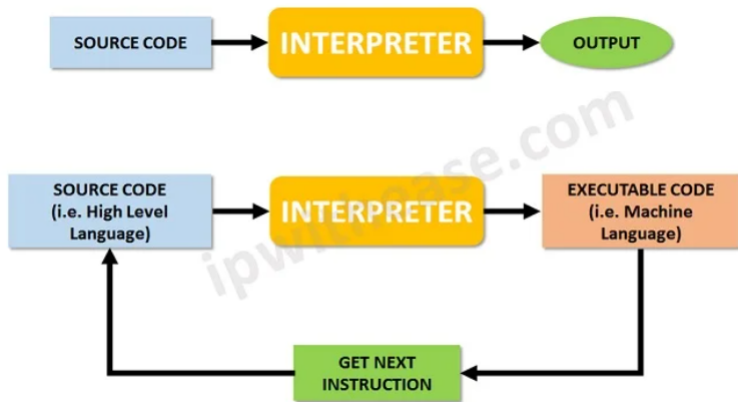 SOURCE CODE
INTERPRETER
OUTPUT
SOURCE CODE
(i.e. High Level
Language)
INTERPRETER
EXECUTABLE CODE
(i.e. Machine
Language)
GET NEXT
INSTRUCTION
ipwithease.com